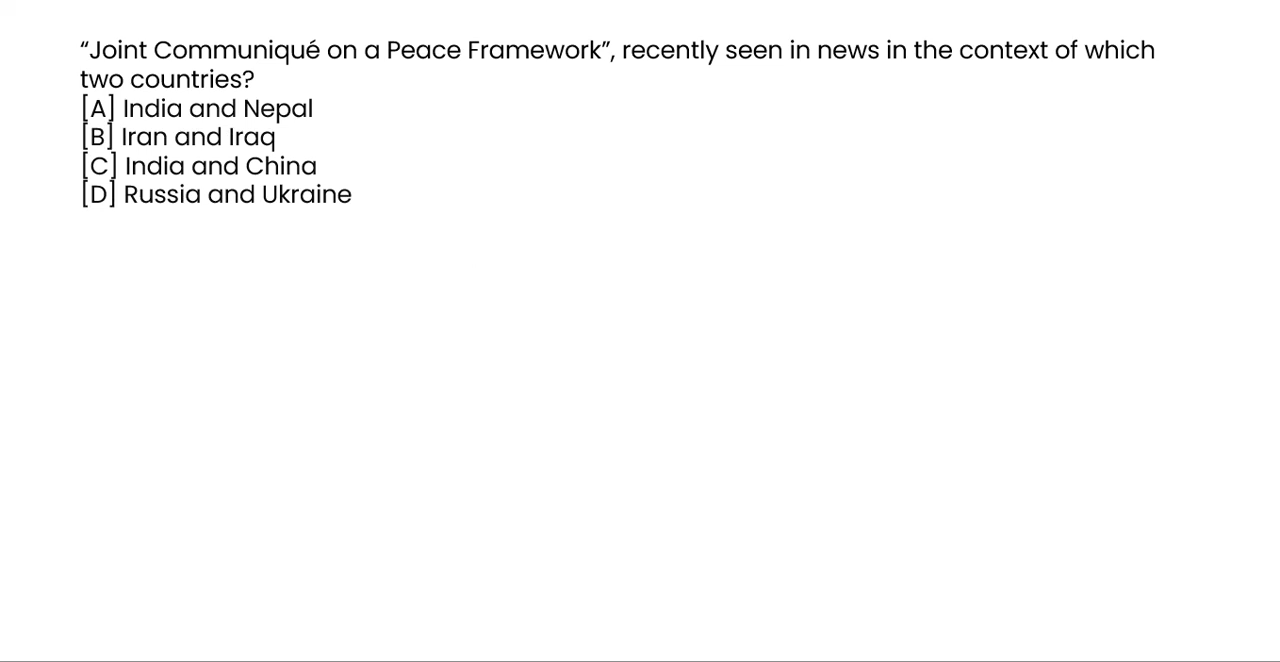 “Joint Communiqué on a Peace Framework”, recently seen in news in the context of which
two countries?
[A] India and Nepal
[B] Iran and Iraq
[C] India and China
[D] Russia and Ukraine